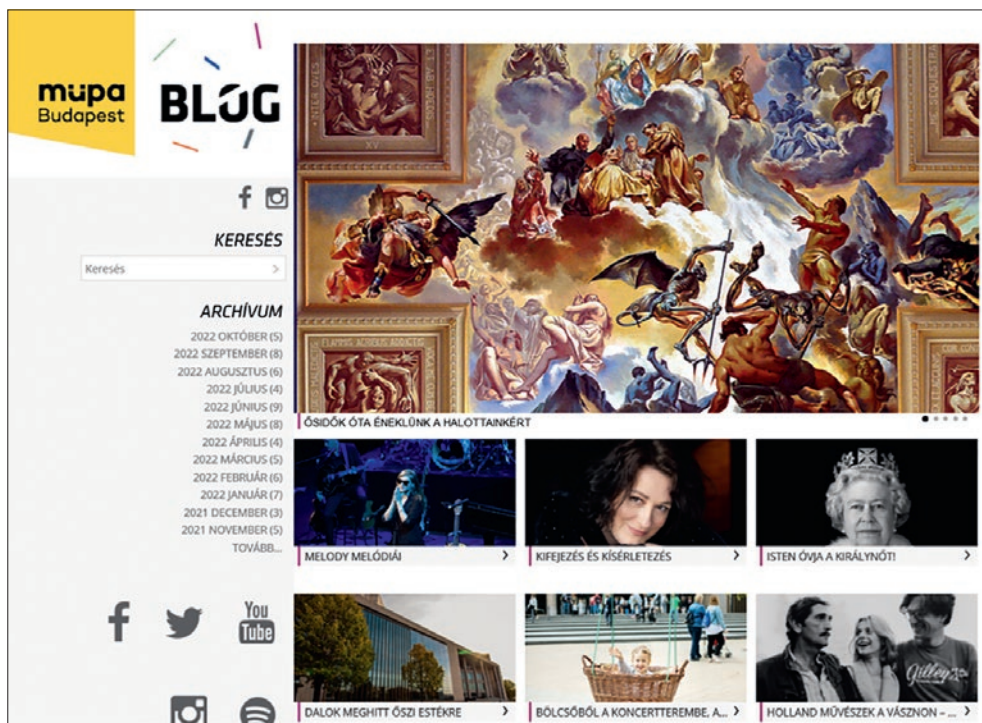 müpa
Budapest
BLOG
KERESÉS
Keresés
ARCHÍVUM
2022 OKTÓBER (5)
2022 SZEPTEMBER (8)
2022 AUGUSZTUS (6)
2022 JÚLIUS (4)
2022 JÚNIUS (9)
2022 MÁJUS (8)
2022 ÁPRILIS (4)
2022 MÁRCIUS (5)
2022 FEBRUÁR (6)
2022 JANUÁR (7)
2021 DECEMBER (3)
2021 NOVEMBER (5)
TOVÁBB...
You
Tube
XV
ŐSIDŐK ÓTA ÉNEKLÜNK A HALOTTAINKÉRT
MELODY MELÓDIÁI
KIFEJEZÉS ÉS KÍSÉRLETEZÉS
ISTEN ÓVJA A KIRÁLYNŐT!
DALOK MEGHITT ŐSZI ESTÉKRE
BÖLCSŐBŐL A KONCERTTEREMBE, A...
HOLLAND MŰVÉSZEK A VÁSZNON – ...
Gilley's